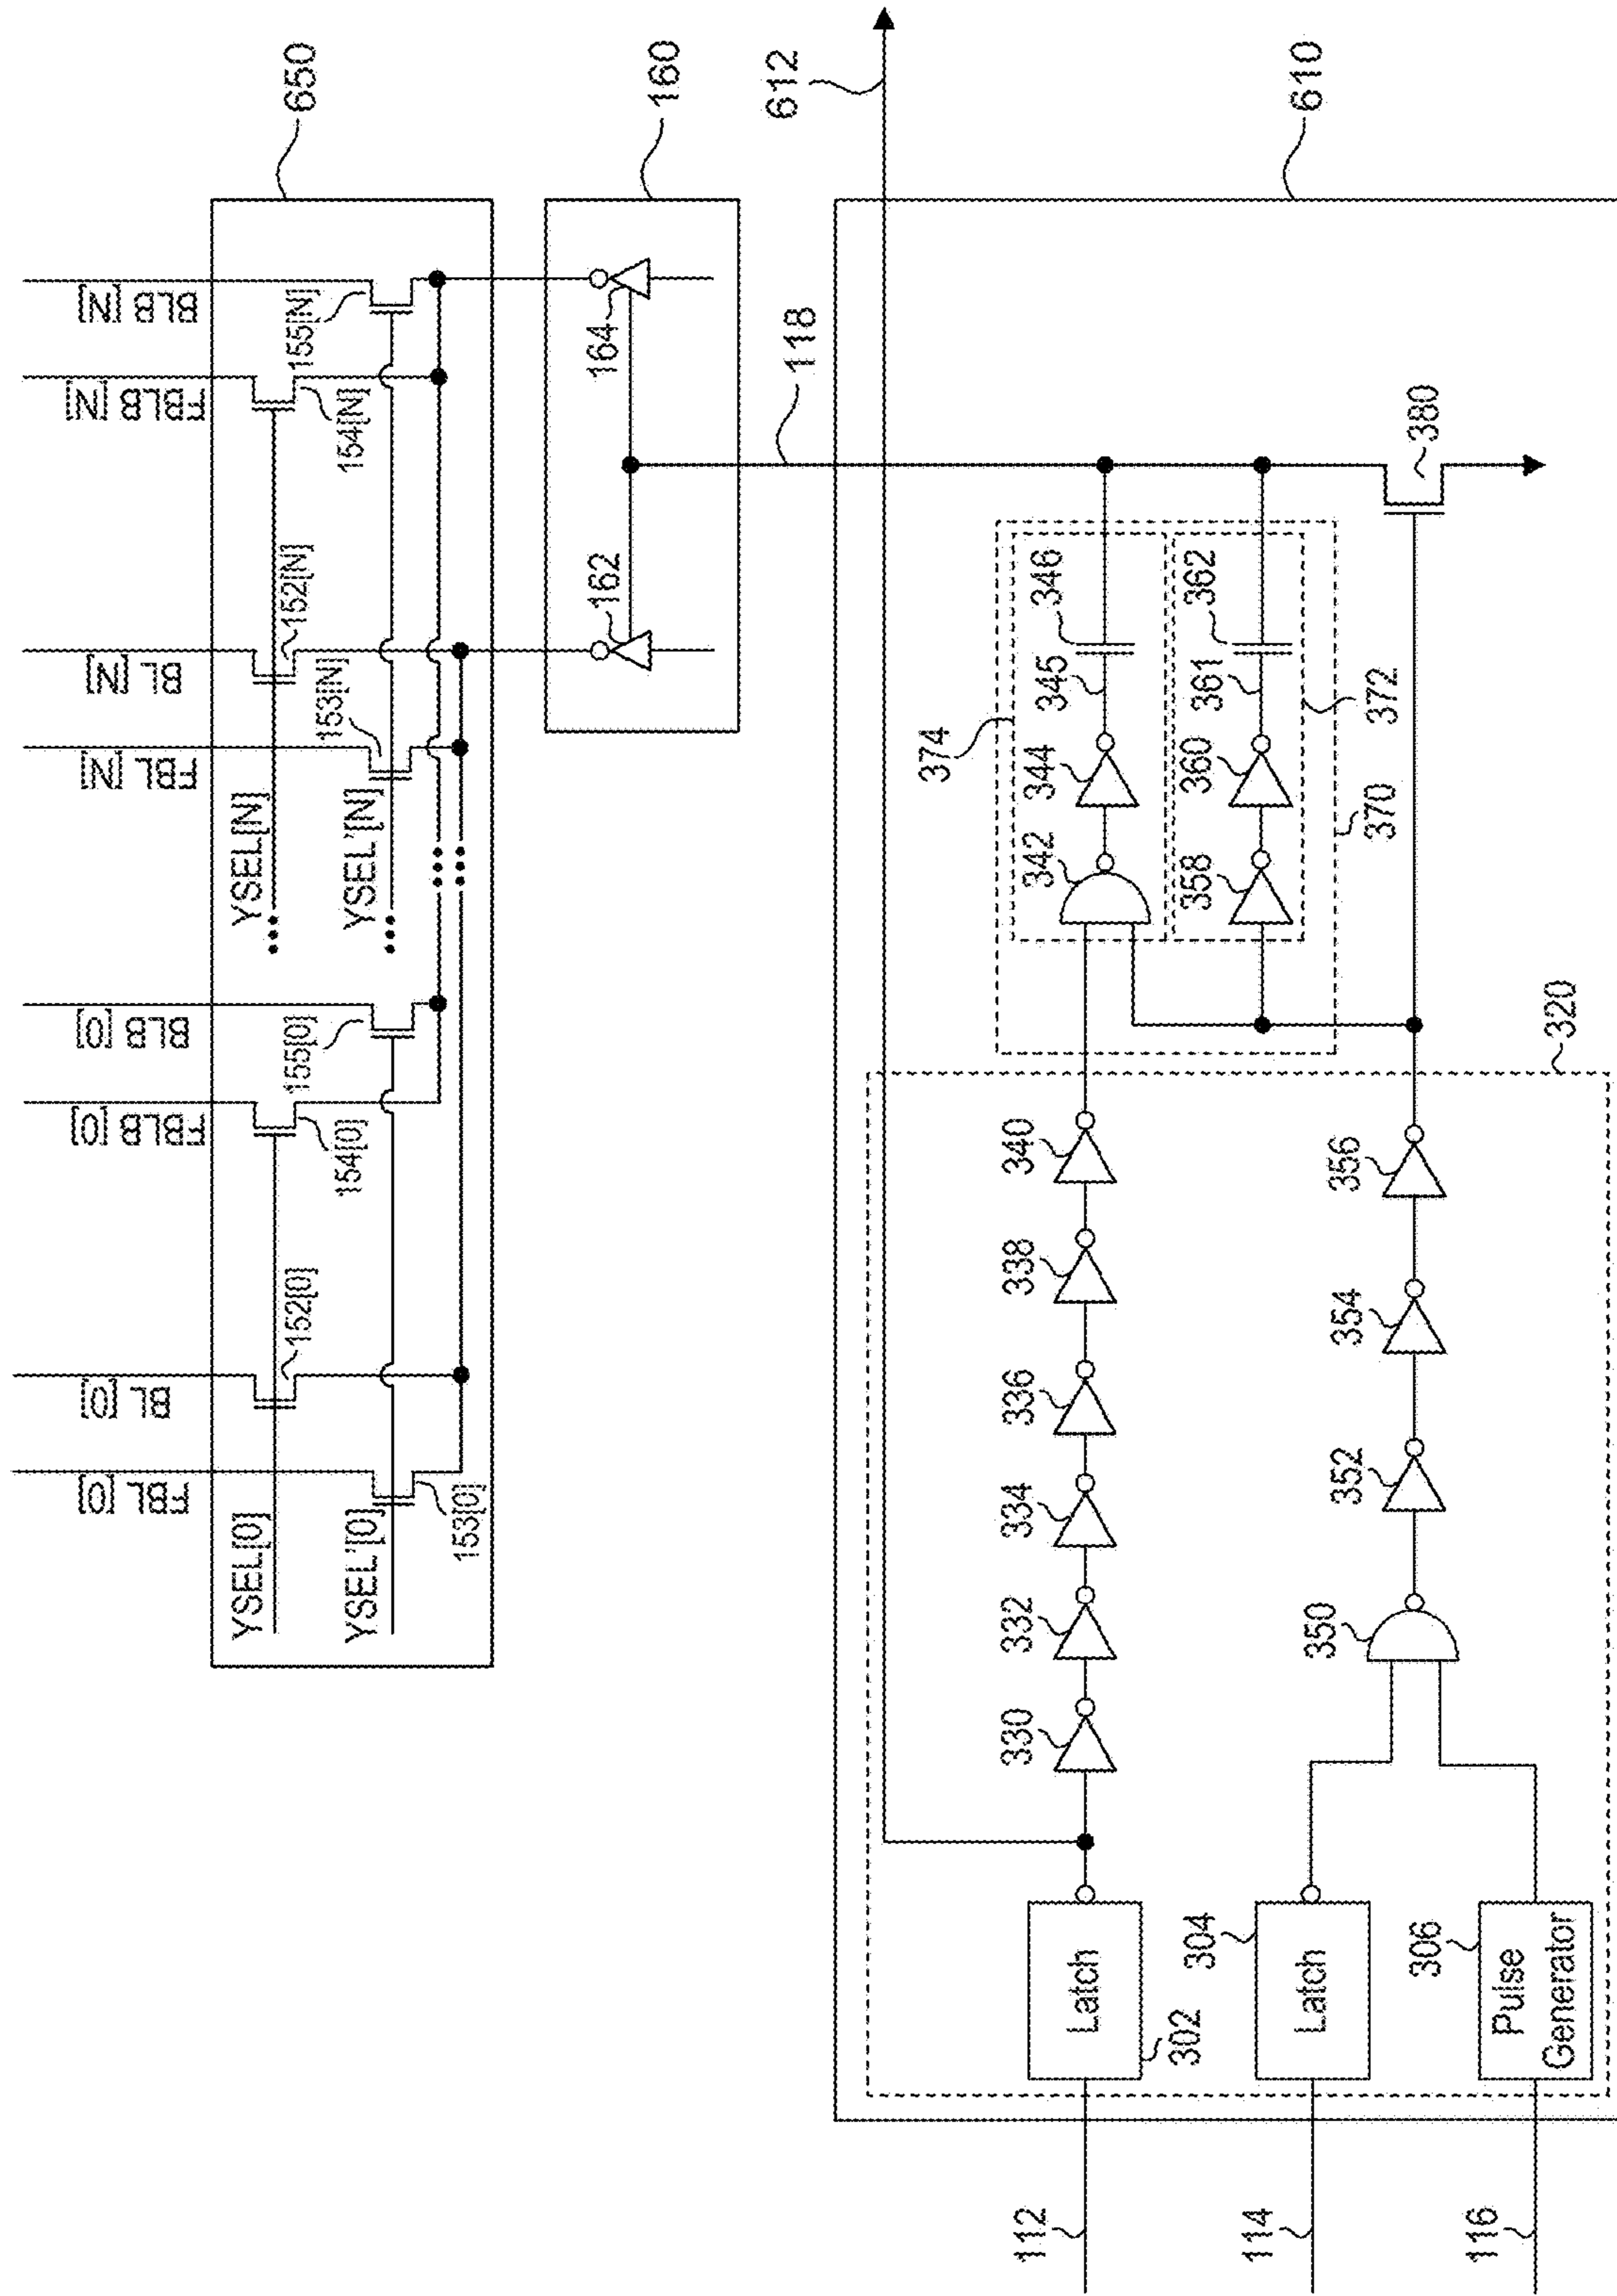 BLB [N]
FBLB [N]
155[N]
154[N]
BL [N]
152[N]
FBL [N]
153[N]
YSEL[N]
YSEL'[N]
BLB [0]
FBLB [0]
155[0]
154[0]
BL [0]
152[0]
FBL [0]
153[0]
YSEL[0]
YSEL'[0]
650
160
164
162
612
118
610
380
374
346
345
344
342
362
361
360
358
372
370
320
340
338
336
334
332
330
356
354
352
350
Latch
302
Latch
304
Pulse
Generator
306
112
114
116